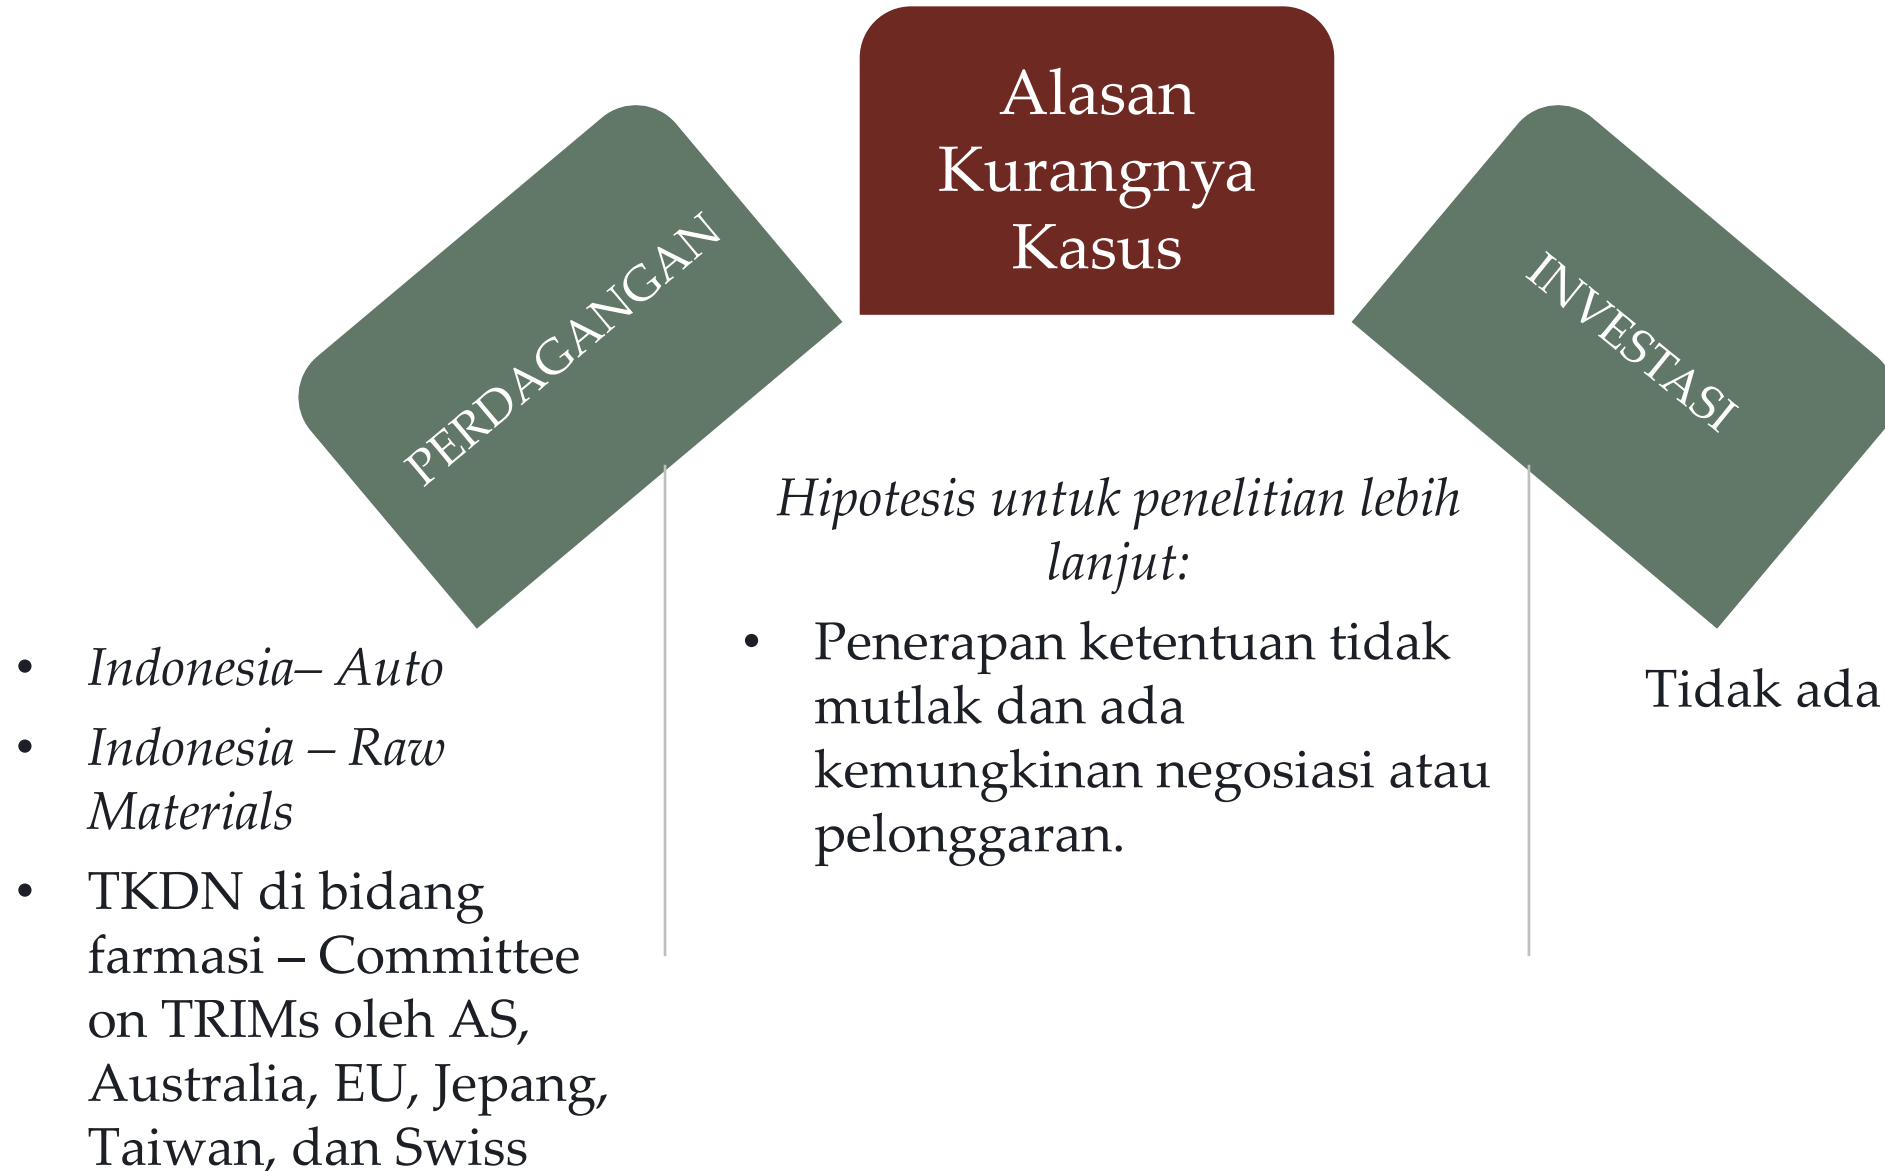 Alasan
Kurangnya
Kasus
PERDAGANGAN
INVESTASI
• Indonesia– Auto
• Indonesia – Raw
Materials
• TKDN di bidang
farmasi – Committee
on TRIMs oleh AS,
Australia, EU, Jepang,
Taiwan, dan Swiss
Hipotesis untuk penelitian lebih
lanjut:
• Penerapan ketentuan tidak
mutlak dan ada
kemungkinan negosiasi atau
pelonggaran.
Tidak ada